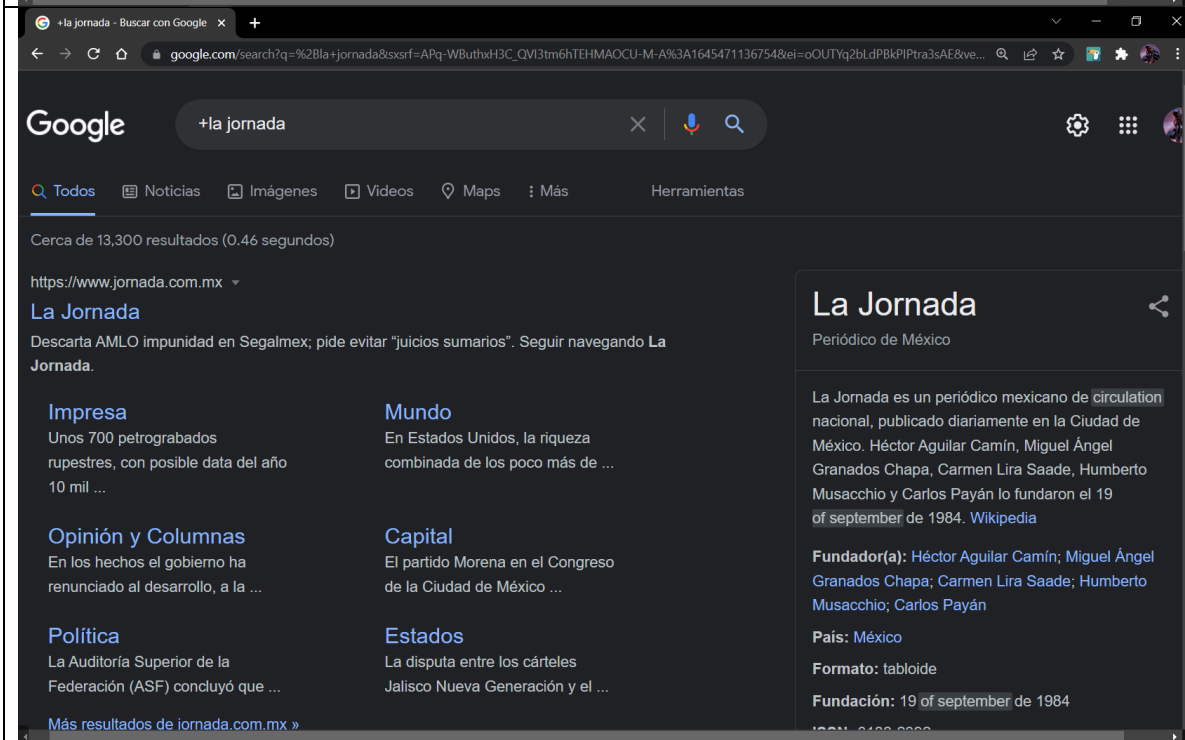 +la jornada - Buscar con Google
google.com/search?q=%2Bla+jornada&sxsrf=APq-WButhxH3C_QVI3tm6hTEHMAOCU-M-A%3A1645471136754&ei=oOUTYq2bLdPBkPIPtra3sAE&ve...
Google
+la jornada
Todos Noticias Imágenes Videos Maps Más Herramientas
Cerca de 13,300 resultados (0.46 segundos)
https://www.jornada.com.mx
La Jornada
Descarta AMLO impunidad en Segalmex; pide evitar “juicios sumarios”. Seguir navegando La
Jornada.
Impresa
Unos 700 petrograbados
rupestres, con posible data del año
10 mil ...
Mundo
En Estados Unidos, la riqueza
combinada de los poco más de ...
Opinión y Columnas
En los hechos el gobierno ha
renunciado al desarrollo, a la ...
Capital
El partido Morena en el Congreso
de la Ciudad de México ...
Política
La Auditoría Superior de la
Federación (ASF) concluyó que ...
Estados
La disputa entre los cárteles
Jalisco Nueva Generación y el ...
Más resultados de jornada.com.mx »
La Jornada
Periódico de México
La Jornada es un periódico mexicano de circulation
nacional, publicado diariamente en la Ciudad de
México. Héctor Aguilar Camín, Miguel Ángel
Granados Chapa, Carmen Lira Saade, Humberto
Musacchio y Carlos Payán lo fundaron el 19
of september de 1984. Wikipedia
Fundador(a): Héctor Aguilar Camín; Miguel Ángel
Granados Chapa; Carmen Lira Saade; Humberto
Musacchio; Carlos Payán
País: México
Formato: tabloide
Fundación: 19 of september de 1984